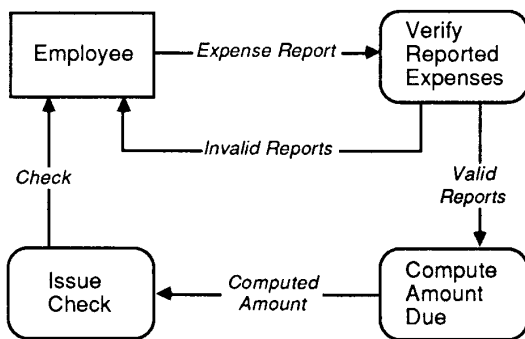 Employee
Expense Report
Verify
Reported
Expenses
Invalid Reports
Check
Valid
Reports
Issue
Check
Computed
Amount
Compute
Amount
Due